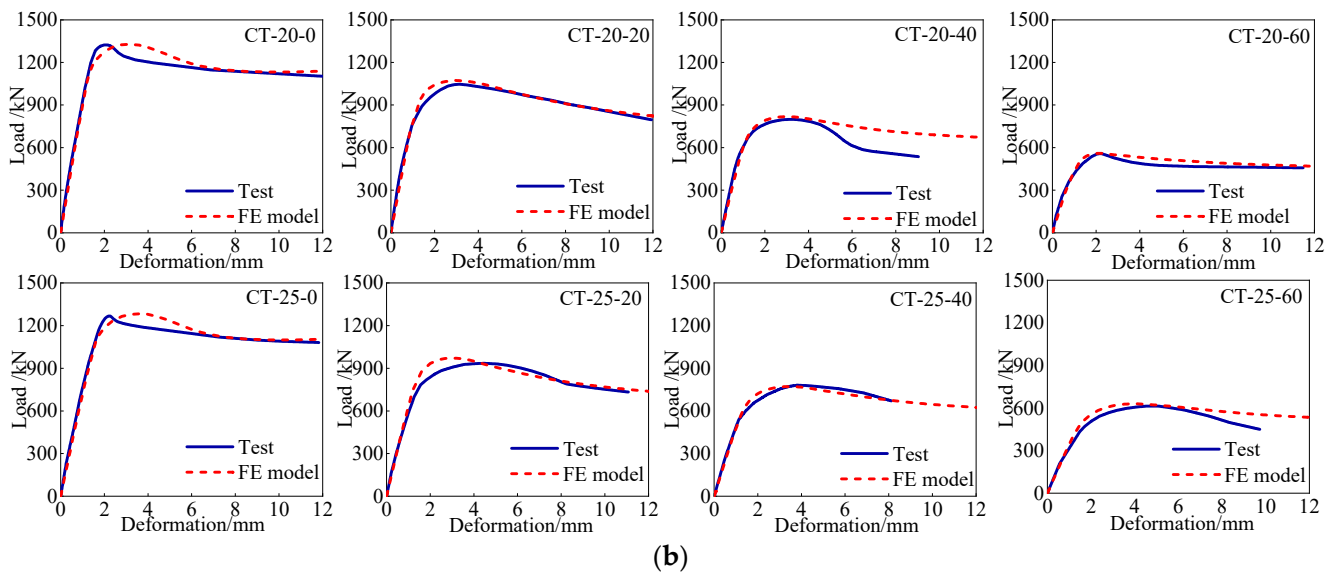 1500
1200
900
600
300
0
Load /kN
CT-20-0
Test
FE model
0 2 4 6 8 10 12
Deformation/mm
1500
1200
900
600
300
0
Load /kN
CT-20-20
Test
FE model
0 2 4 6 8 10 12
Deformation/mm
1500
1200
900
600
300
0
Load /kN
CT-20-40
Test
FE model
0 2 4 6 8 10 12
Deformation/mm
1500
1200
900
600
300
0
Load /kN
CT-20-60
Test
FE model
0 2 4 6 8 10 12
Deformation/mm
1500
1200
900
600
300
0
Load /kN
CT-25-0
Test
FE model
0 2 4 6 8 10 12
Deformation/mm
1500
1200
900
600
300
0
Load /kN
CT-25-20
Test
FE model
0 2 4 6 8 10 12
Deformation/mm
1500
1200
900
600
300
0
Load /kN
CT-25-40
Test
FE model
0 2 4 6 8 10 12
Deformation/mm
1500
1200
900
600
300
0
Load /kN
CT-25-60
Test
FE model
0 2 4 6 8 10 12
Deformation/mm
(b)